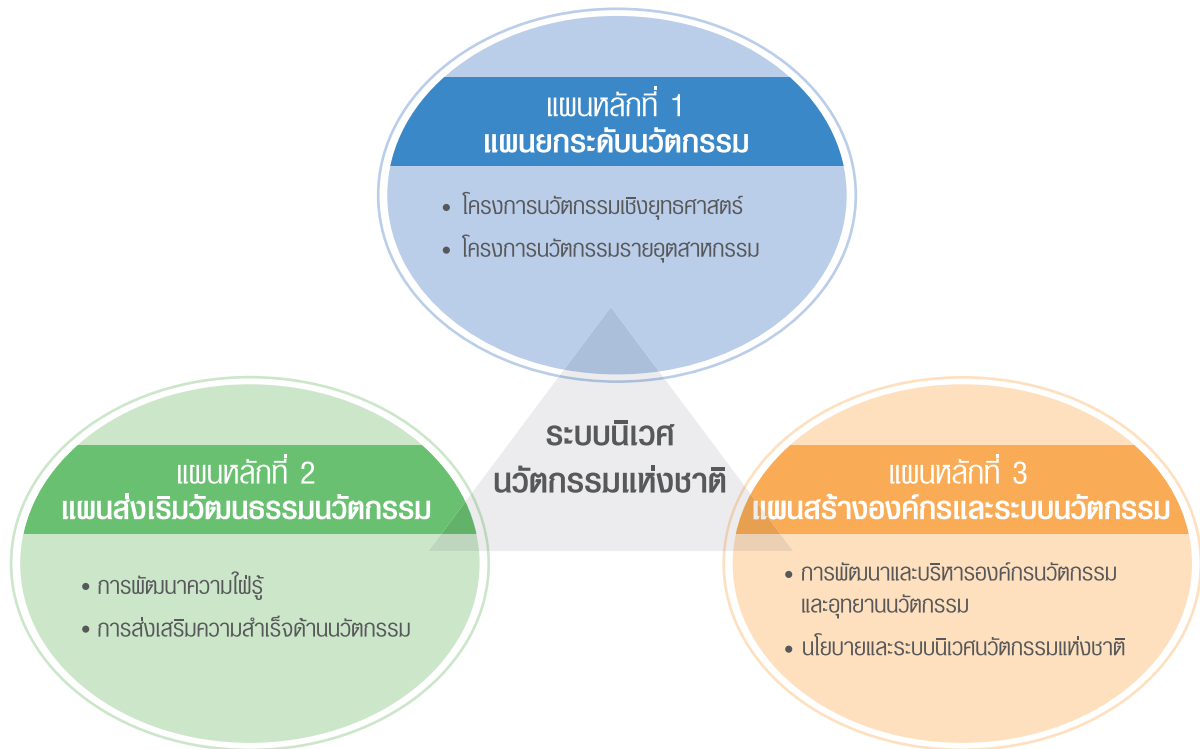 แผนหลักที่ 1
แผนยกระดับนวัตกรรม
• โครงการนวัตกรรมเชิงยุทธศาสตร์
• โครงการนวัตกรรมรายอุตสาหกรรม
ระบบนิเวศ
นวัตกรรมแห่งชาติ
แผนหลักที่ 2
แผนส่งเริมวัฒนธรรมนวัตกรรม
• การพัฒนาความใฝ่รู้
• การส่งเสริมความสำเร็จด้านนวัตกรรม
แผนหลักที่ 3
แผนสร้างองค์กรและระบบนวัตกรรม
• การพัฒนาและบริหารองค์กรนวัตกรรม
และอุทยานนวัตกรรม
• นโยบายและระบบนิเวศนวัตกรรมแห่งชาติ